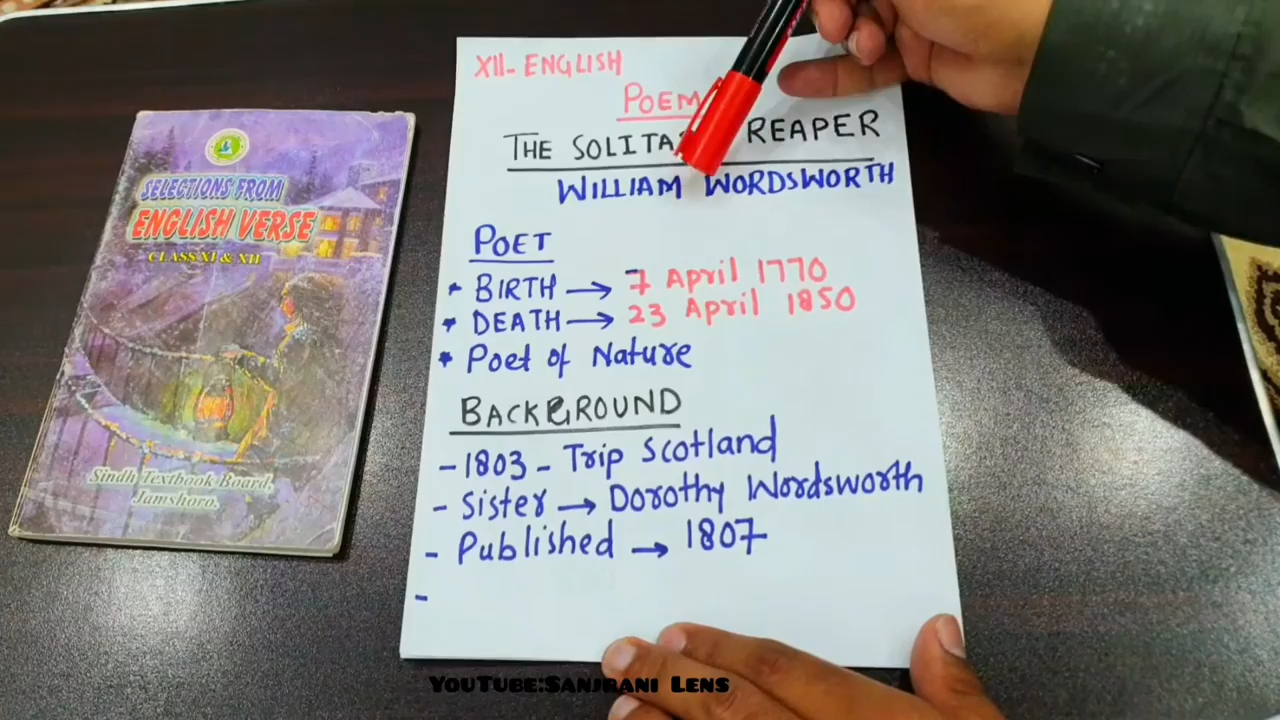 SELECTIONS FROM
ENGLISH VERSE
CLASS XI & XII
Sindh Textbook Board,
Jamshoro.
XII - ENGLISH
POEM
THE SOLITA REAPER
WILLIAM WORDSWORTH
POET
* BIRTH → 7 April 1770
* DEATH → 23 April 1850
* Poet of Nature
BACKGROUND
- 1803 - Trip Scotland
- Sister → Dorothy Wordsworth
- Published → 1807
-
YouTube:Sanjrani Lens